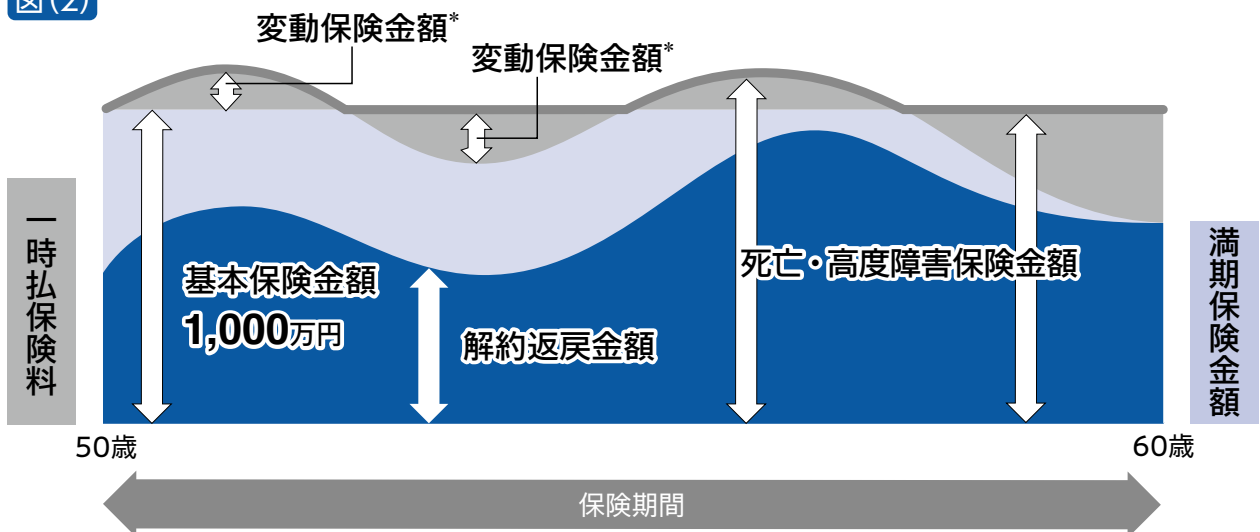 図(2)
変動保険金額*
変動保険金額*
一時払保険料
基本保険金額
1,000万円
解約返戻金額
死亡・高度障害保険金額
満期保険金額
50歳
60歳
保険期間